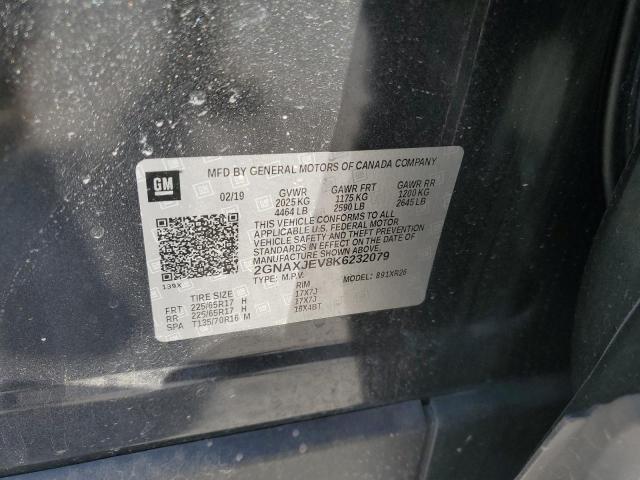 MFD BY GENERAL MOTORS OF CANADA COMPANY
GM
02/19 GVWR GAWR FRT GAWR RR
2025 KG 1175 KG 1200 KG
4464 LB 2590 LB 2645 LB
THIS VEHICLE CONFORMS TO ALL
APPLICABLE U.S. FEDERAL MOTOR
VEHICLE SAFETY AND THEFT PREVENTION
STANDARDS IN EFFECT ON THE DATE OF
MANUFACTURE SHOWN ABOVE.
2GNAXJEV8K6232079
TYPE: M.P.V. MODEL: 891XR26
139X
TIRE SIZE RIM
FRT 225/65R17 H 17X7J
RR 225/65R17 H 17X7J
SPA T135/70R16 M 16X4BT